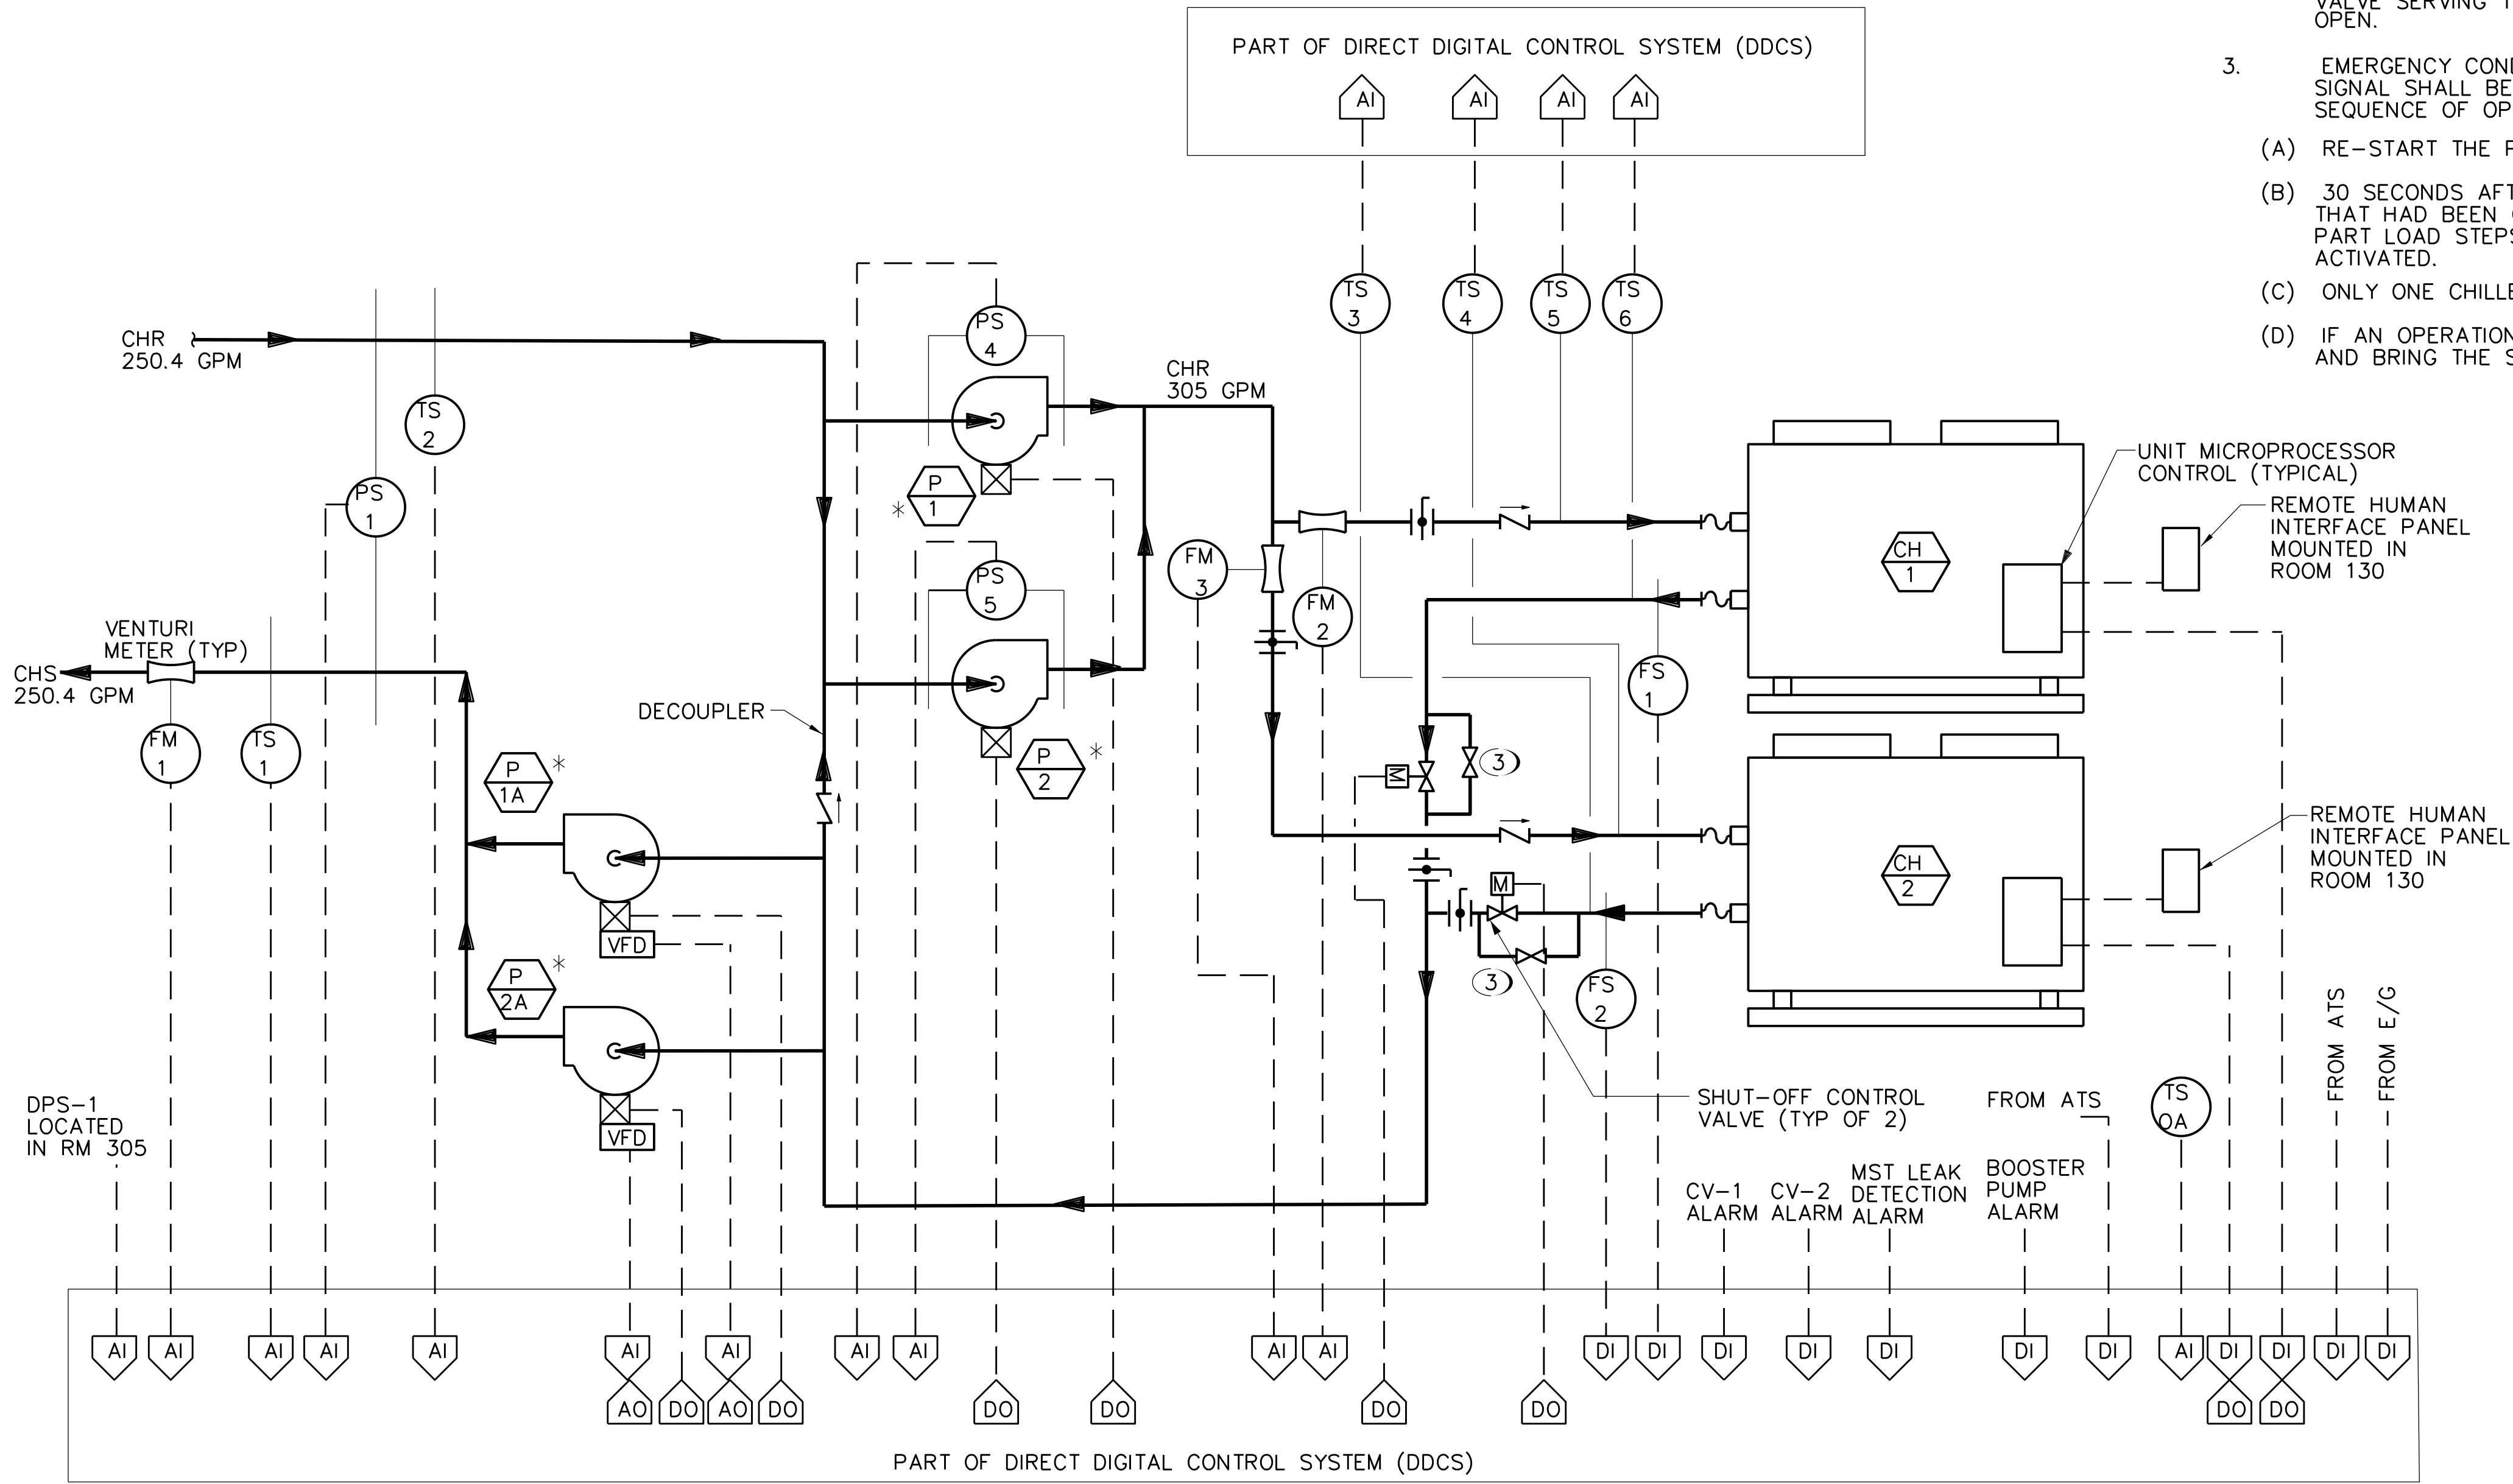 VALVE SERVING
OPEN.
3. EMERGENCY
SIGNAL SHALL BE
SEQUENCE OF
(A) RE-START THE
(B) 30 SECONDS
THAT HAD BEEN
PART LOAD STEPS
ACTIVATED.
(C) ONLY ONE
(D) IF AN
AND BRING THE
PART OF DIRECT DIGITAL CONTROL SYSTEM (DDCS)
AI
AI
AI
AI
TS
3
TS
4
TS
5
TS
6
CHR
250.4 GPM
PS
4
CHR
305 GPM
TS
2
PS
1
P
1
*
PS
5
FM
3
FM
2
CH
1
UNIT MICROPROCESSOR
CONTROL (TYPICAL)
REMOTE HUMAN
INTERFACE PANEL
MOUNTED IN
ROOM 130
VENTURI
METER (TYP)
CHS
250.4 GPM
FM
1
TS
1
DECOUPLER
P
1A
*
P
2
*
FS
1
M
3
VFD
P
2A
*
VFD
M
3
FS
2
CH
2
REMOTE HUMAN
INTERFACE PANEL
MOUNTED IN
ROOM 130
DPS-1
LOCATED
IN RM 305
SHUT-OFF CONTROL
VALVE (TYP OF 2)
FROM ATS
TS
OA
FROM ATS
FROM E/G
CV-1
ALARM
CV-2
ALARM
MST LEAK
DETECTION
ALARM
BOOSTER
PUMP
ALARM
AI
AI
AI
AI
AI
AI
AI
AI
AI
AI
AI
DI
DI
DI
DI
DI
DI
DI
AI
DI
DI
DI
DI
AO
DO
AO
DO
DO
DO
DO
DO
DO
DO
PART OF DIRECT DIGITAL CONTROL SYSTEM (DDCS)